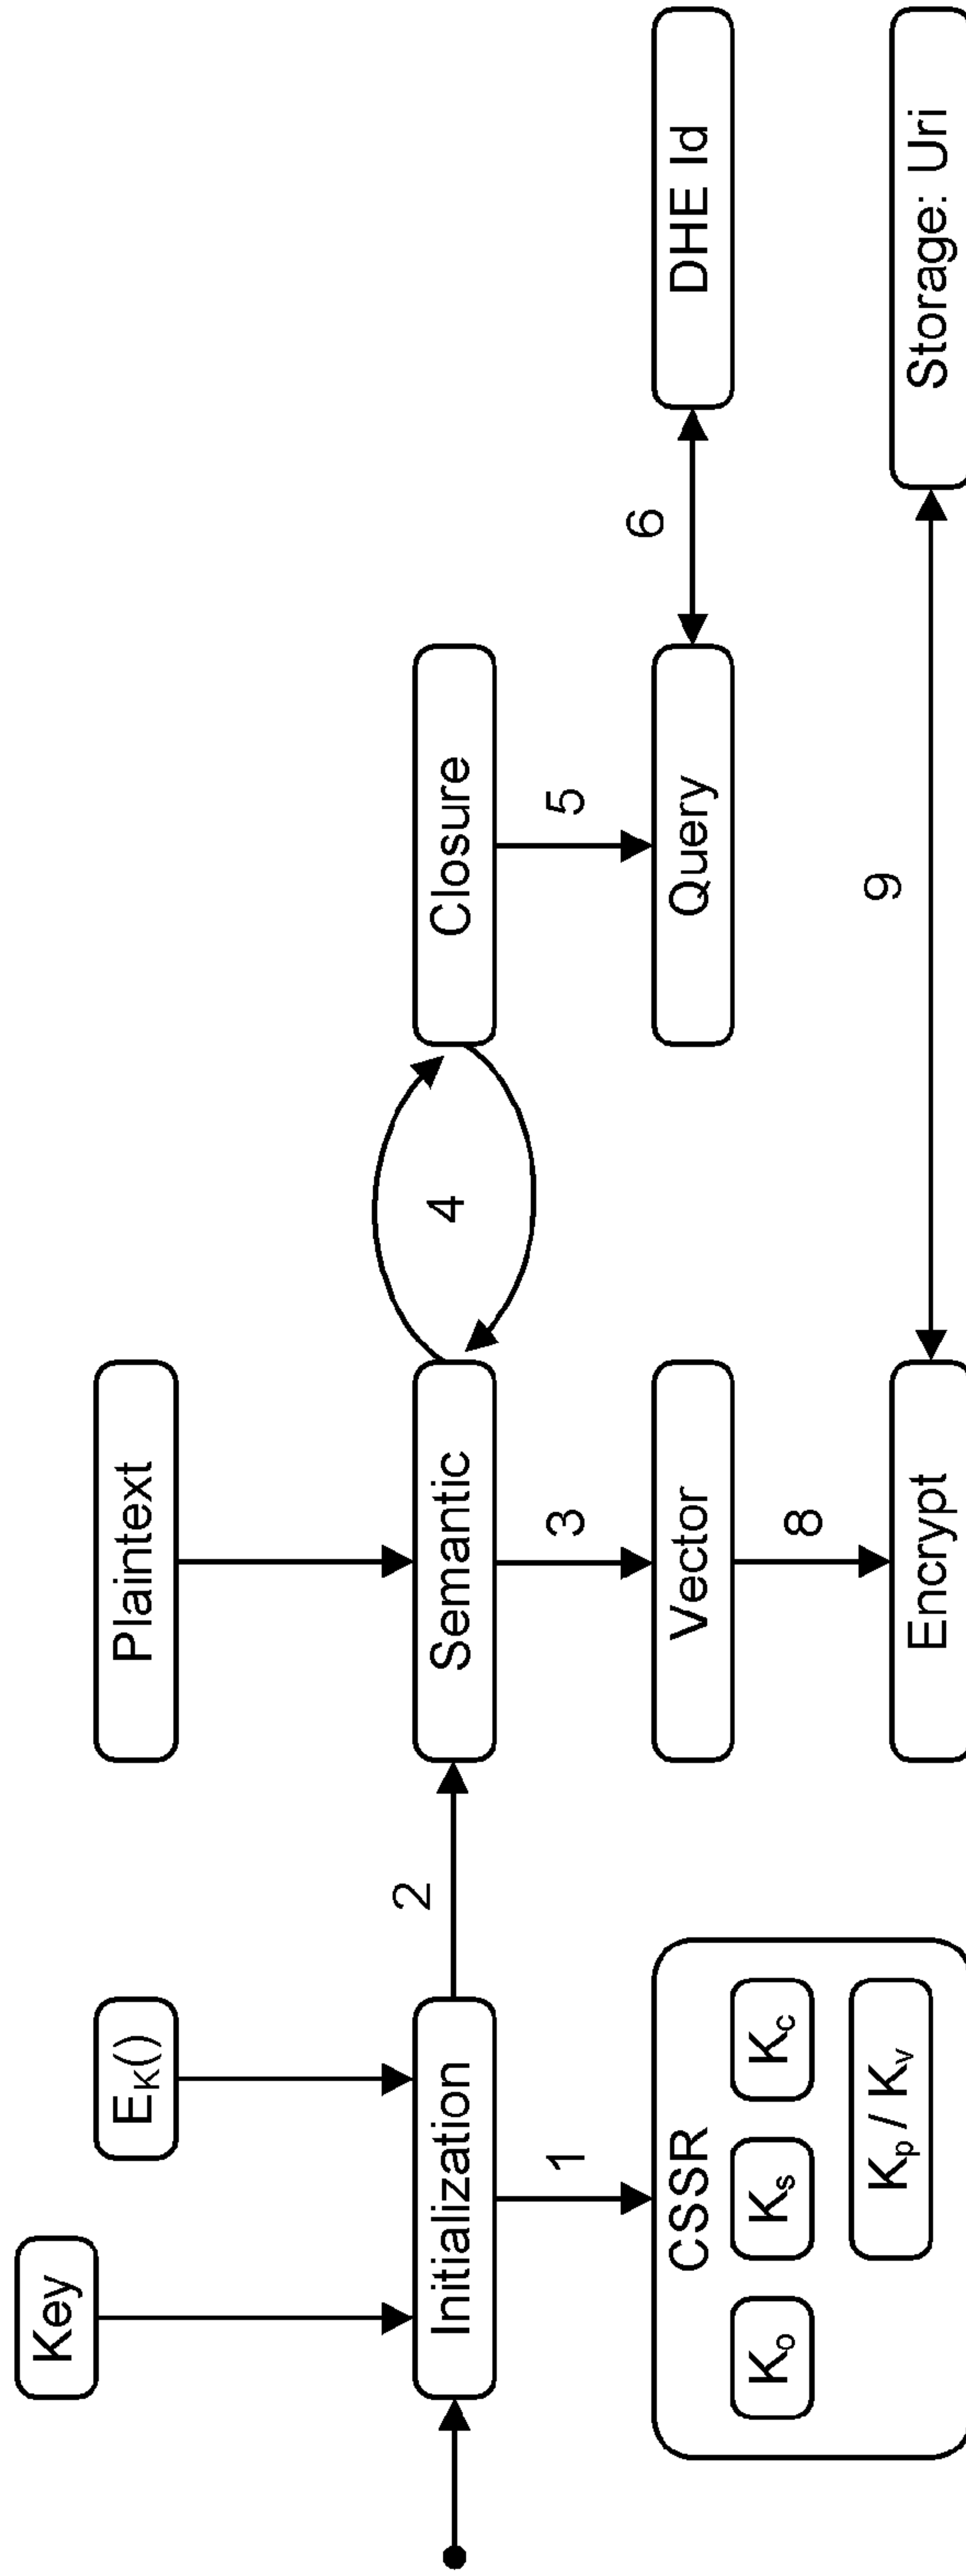 Key
E_K()
Plaintext
Initialization
2
Semantic
4
Closure
1
3
5
CSSR
K_o
K_s
K_c
K_p / K_v
Vector
Query
6
DHE Id
8
9
Encrypt
Storage: Uri